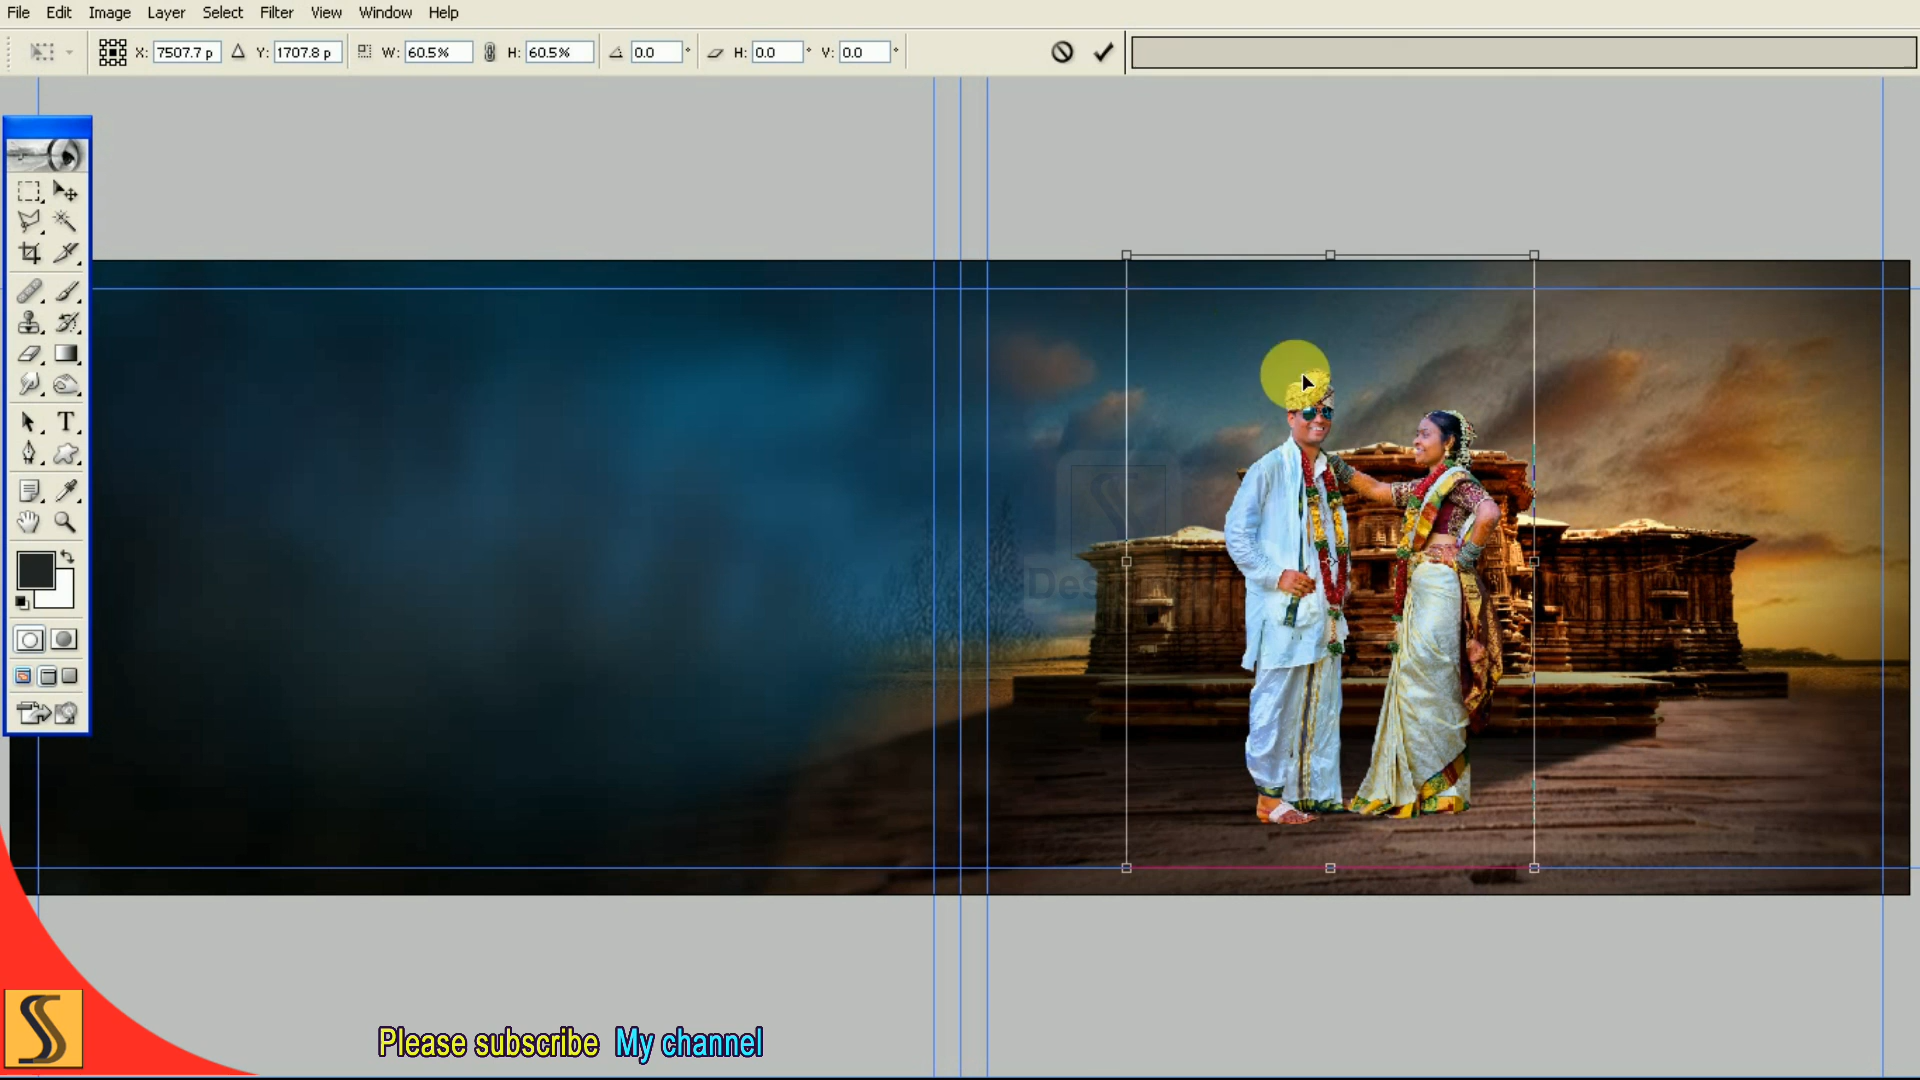 File Edit Image Layer Select Filter View Window Help
X: 7507.7 p Y: 1707.8 p W: 60.5% H: 60.5% 0.0 ° H: 0.0 ° V: 0.0 °
T
Des
Please subscribe My channel